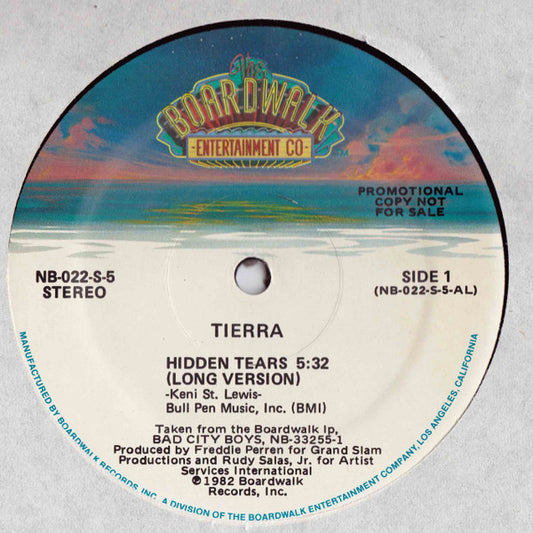 The
BOARDWALK
-ENTERTAINMENT CO-
TM
PROMOTIONAL
COPY NOT
FOR SALE
NB-022-S-5
STEREO
SIDE 1
(NB-022-S-5-AL)
TIERRA
HIDDEN TEARS 5:32
(LONG VERSION)
-Keni St. Lewis-
Bull Pen Music, Inc. (BMI)
Taken from the Boardwalk lp,
BAD CITY BOYS, NB-33255-1
Produced by Freddie Perren for Grand Slam
Productions and Rudy Salas, Jr. for Artist
Services International
℗1982 Boardwalk
Records, Inc.
MANUFACTURED BY BOARDWALK RECORDS, INC. A DIVISION OF THE BOARDWALK ENTERTAINMENT COMPANY, LOS ANGELES, CALIFORNIA